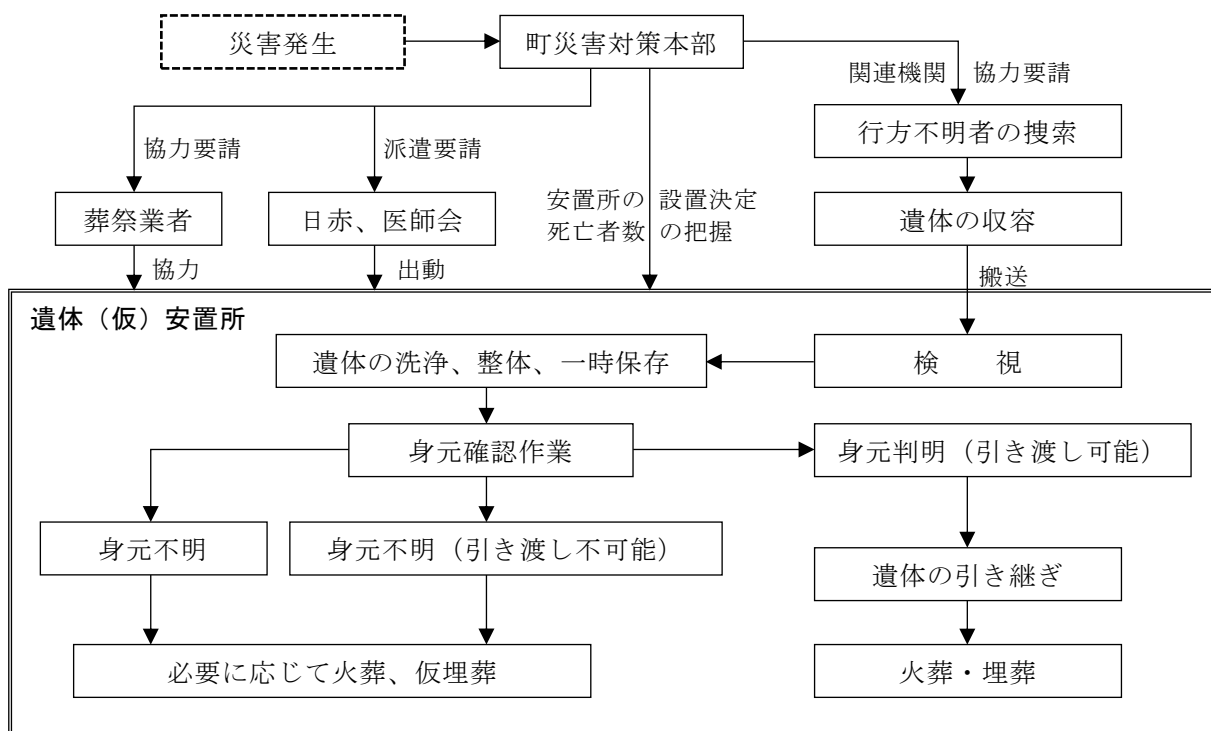 災害発生
町災害対策本部
関連機関 協力要請
行方不明者の捜索
協力要請
派遣要請
安置所の 設置決定
死亡者数 の把握
葬祭業者
日赤、医師会
遺体の収容
協力
出動
搬送
遺体(仮)安置所
遺体の洗浄、整体、一時保存
検 視
身元確認作業
身元判明(引き渡し可能)
身元不明
身元不明(引き渡し不可能)
遺体の引き継ぎ
必要に応じて火葬、仮埋葬
火葬・埋葬